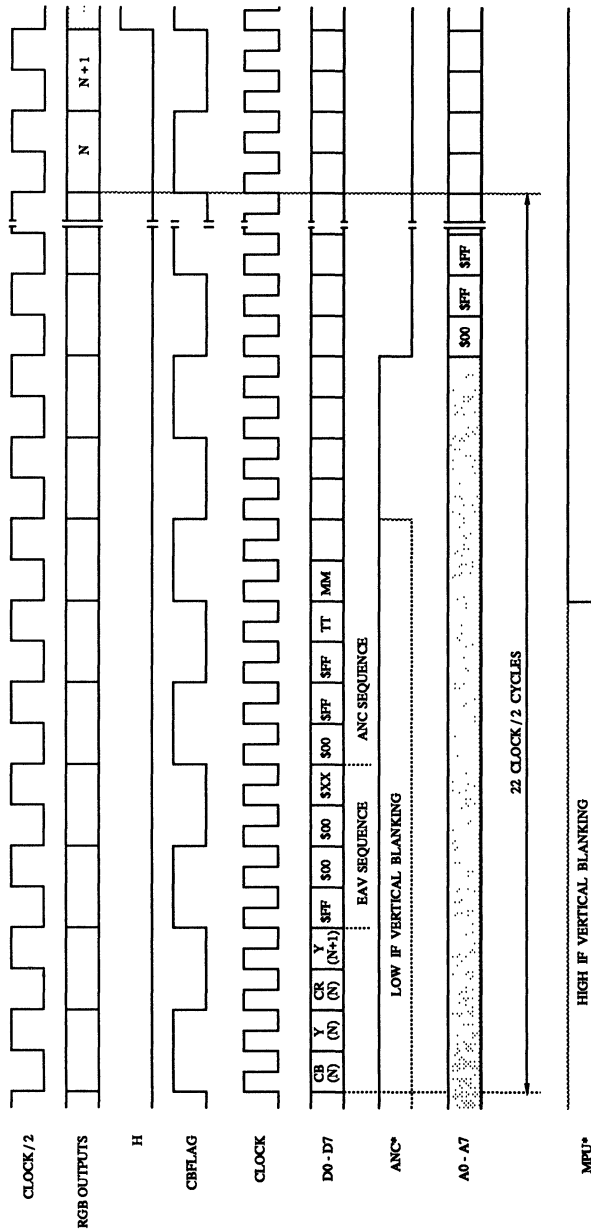 CLOCK / 2
RGB OUTPUTS N N + 1
H
CBFLAG
CLOCK
D0 - D7 CB (N) Y (N) CR (N) Y (N+1) $FF $00 $00 $XX $00 $FF $FF TT MM
EAV SEQUENCE ANC SEQUENCE
ANC*
LOW IF VERTICAL BLANKING
A0 - A7 $00 $FF $FF
22 CLOCK / 2 CYCLES
MPU*
HIGH IF VERTICAL BLANKING